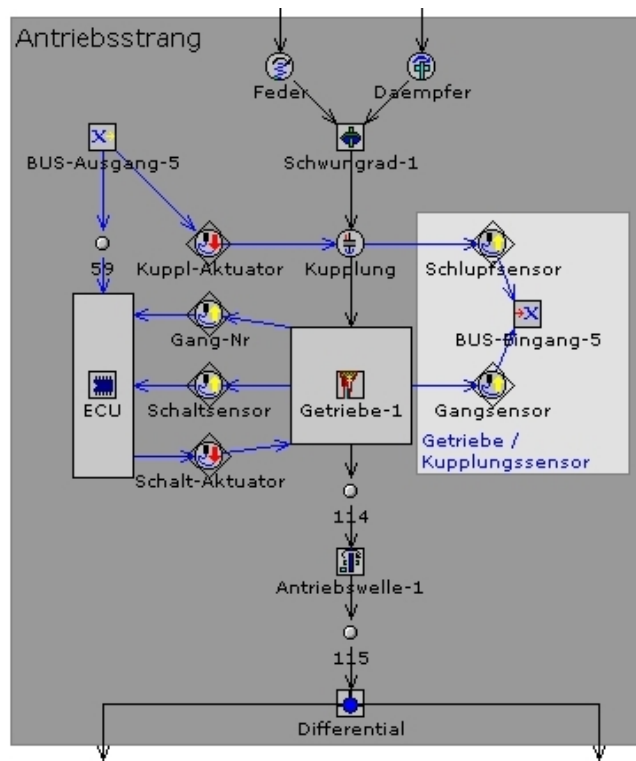 Antriebsstrang
Feder
Daempfer
BUS-Ausgang-5
Schwungrad-1
59
Kuppl-Aktuator
Kupplung
Schlupfsensor
Gang-Nr
BUS-Eingang-5
ECU
Schaltsensor
Getriebe-1
Gangsensor
Getriebe /
Kupplungssensor
Schalt-Aktuator
114
Antriebswelle-1
115
Differential